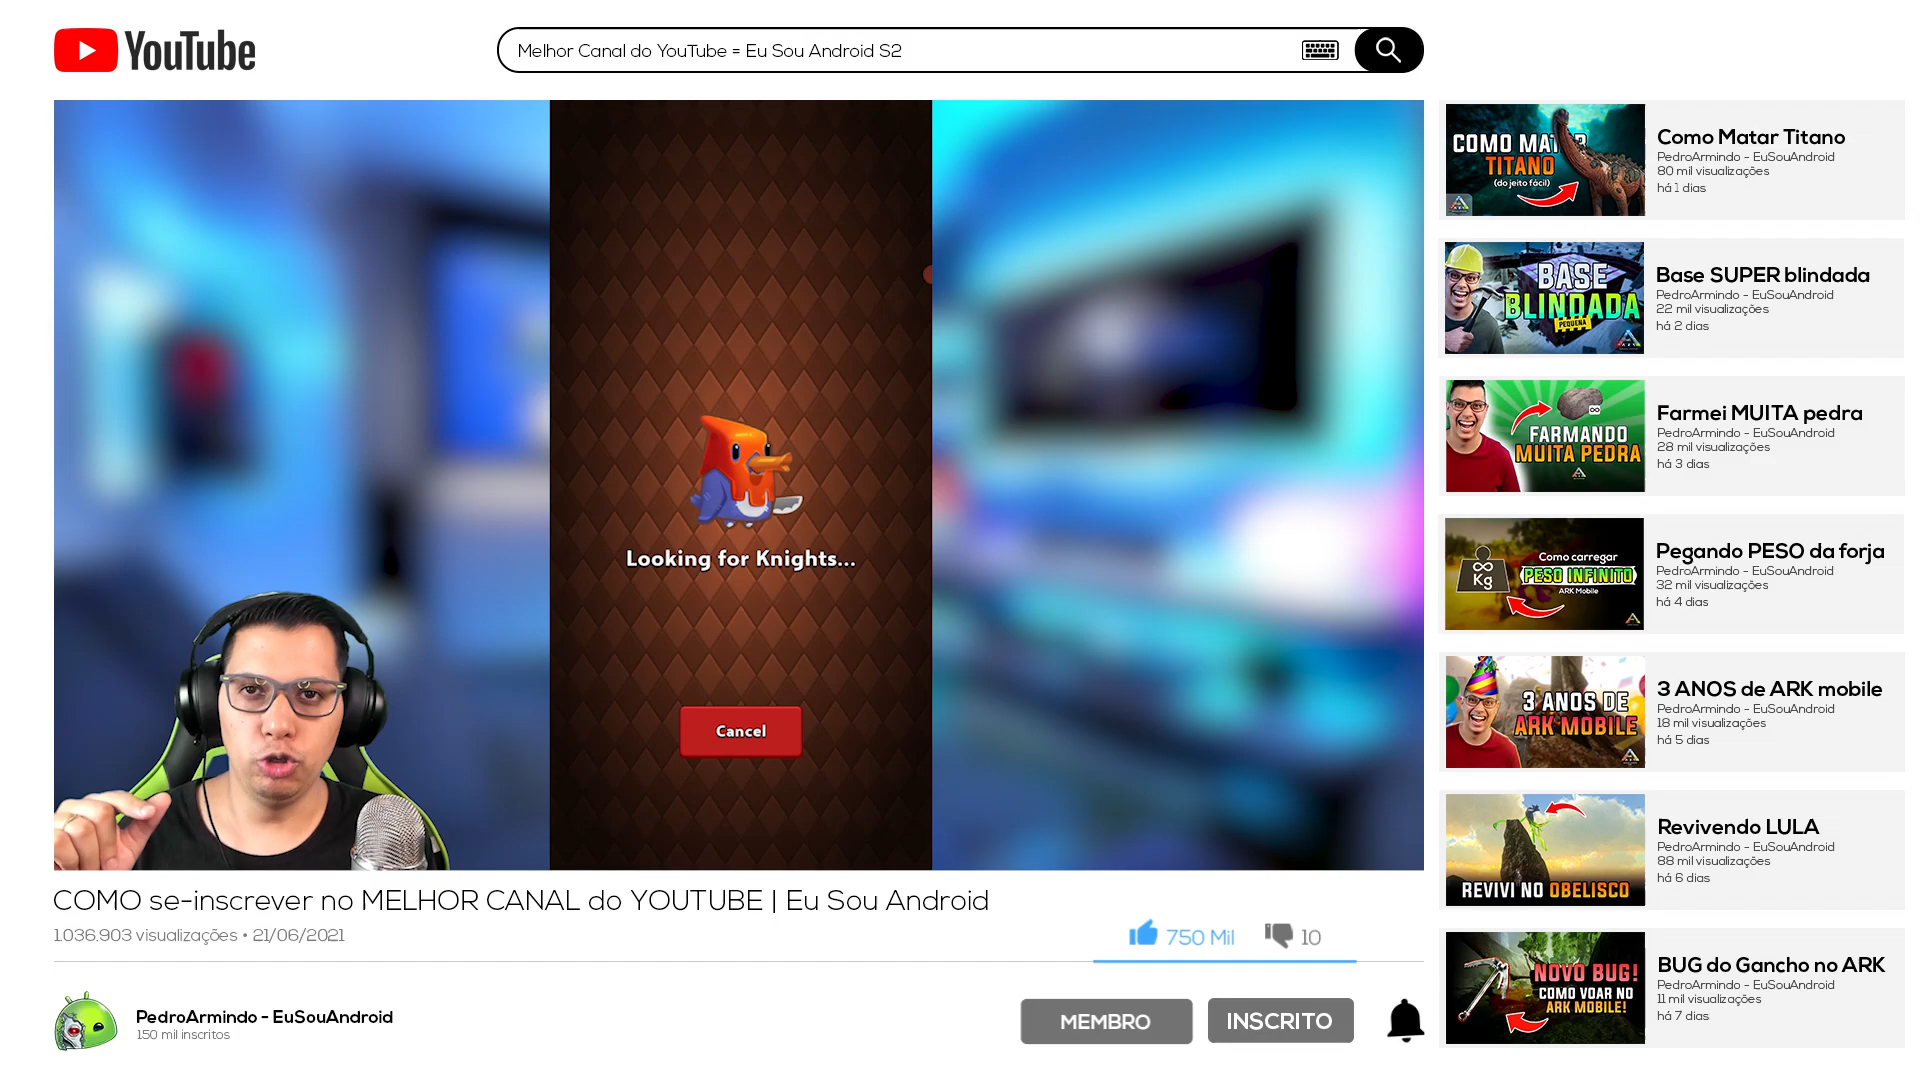 YouTube
Melhor Canal do YouTube = Eu Sou Android S2
Looking for Knights...
Cancel
COMO se-inscrever no MELHOR CANAL do YOUTUBE | Eu Sou Android
1.036.903 visualizações • 21/06/2021
750 Mil
10
PedroArmindo - EuSouAndroid
150 mil inscritos
MEMBRO
INSCRITO
COMO MATAR
TITANO
(do jeito fácil)
Como Matar Titano
PedroArmindo - EuSouAndroid
80 mil visualizações
há 1 dias
BASE
BLINDADA
PEQUENA
Base SUPER blindada
PedroArmindo - EuSouAndroid
22 mil visualizações
há 2 dias
FARMANDO
MUITA PEDRA
Farmei MUITA pedra
PedroArmindo - EuSouAndroid
28 mil visualizações
há 3 dias
∞
Kg
Como carregar
PESO INFINITO
ARK Mobile
Pegando PESO da forja
PedroArmindo - EuSouAndroid
32 mil visualizações
há 4 dias
3 ANOS DE
ARK MOBILE
3 ANOS de ARK mobile
PedroArmindo - EuSouAndroid
18 mil visualizações
há 5 dias
REVIVI NO OBELISCO
Revivendo LULA
PedroArmindo - EuSouAndroid
88 mil visualizações
há 6 dias
NOVO BUG!
COMO VOAR NO
ARK MOBILE!
BUG do Gancho no ARK
PedroArmindo - EuSouAndroid
11 mil visualizações
há 7 dias